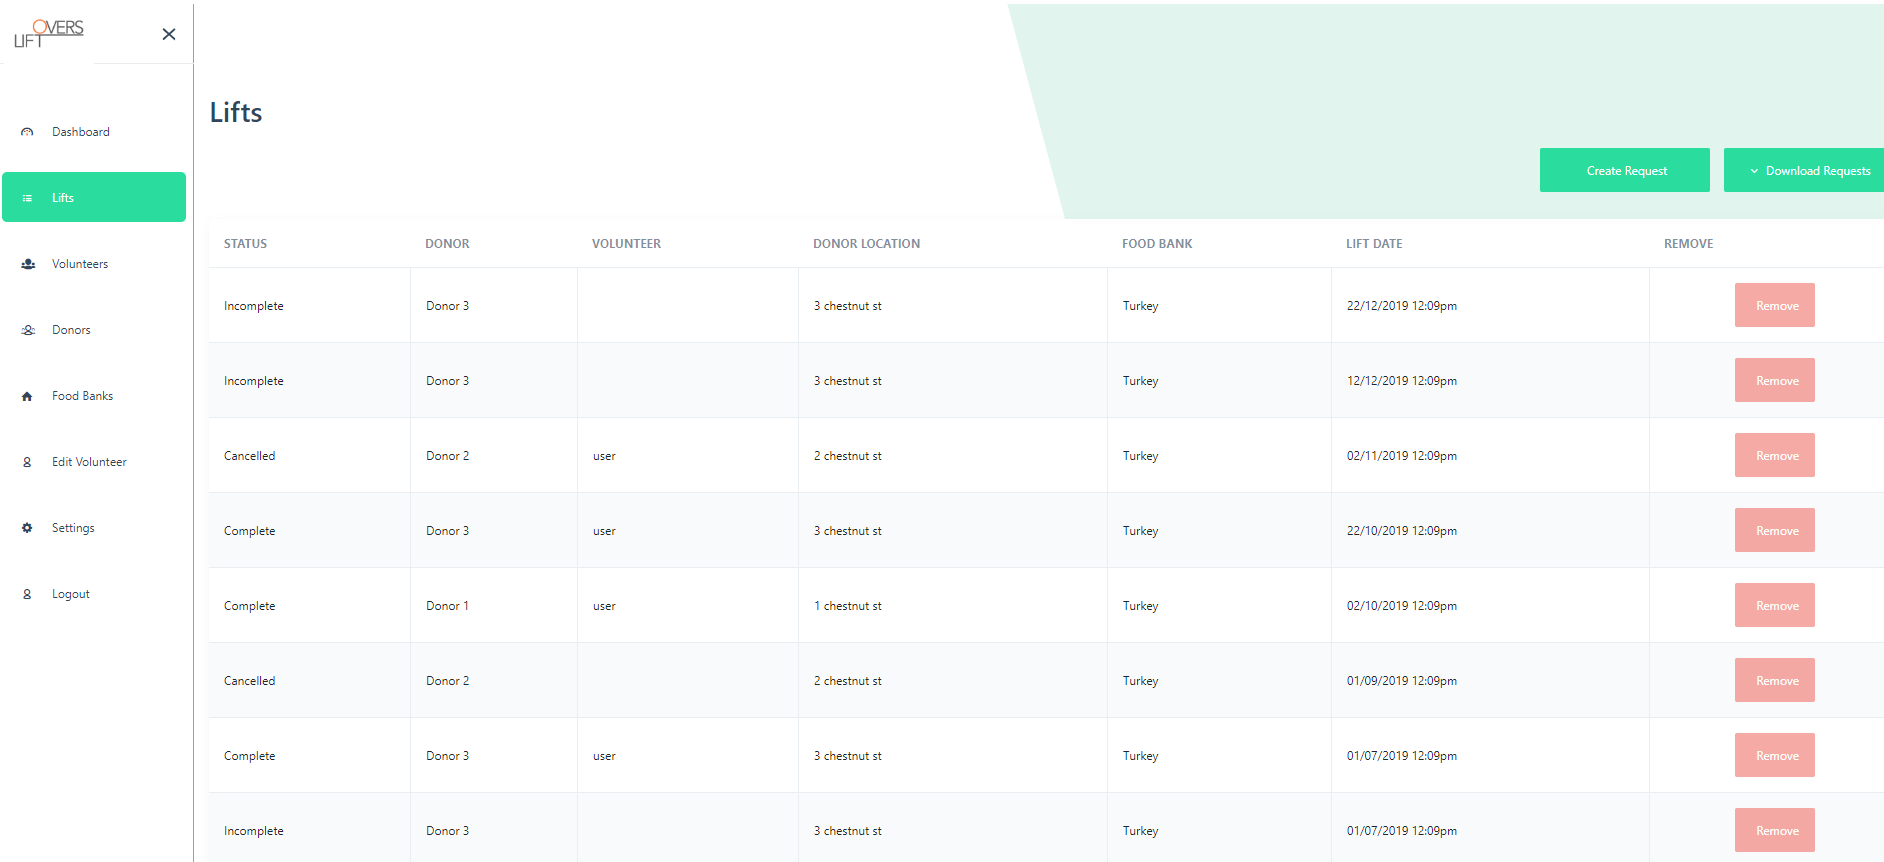 OVERS
LIFT
Dashboard
Lifts
Volunteers
Donors
Food Banks
Edit Volunteer
Settings
Logout
Lifts
Create Request
Download Requests
STATUS DONOR VOLUNTEER DONOR LOCATION FOOD BANK LIFT DATE REMOVE
Incomplete Donor 3 3 chestnut st Turkey 22/12/2019 12:09pm Remove
Incomplete Donor 3 3 chestnut st Turkey 12/12/2019 12:09pm Remove
Cancelled Donor 2 user 2 chestnut st Turkey 02/11/2019 12:09pm Remove
Complete Donor 3 user 3 chestnut st Turkey 22/10/2019 12:09pm Remove
Complete Donor 1 user 1 chestnut st Turkey 02/10/2019 12:09pm Remove
Cancelled Donor 2 2 chestnut st Turkey 01/09/2019 12:09pm Remove
Complete Donor 3 user 3 chestnut st Turkey 01/07/2019 12:09pm Remove
Incomplete Donor 3 3 chestnut st Turkey 01/07/2019 12:09pm Remove